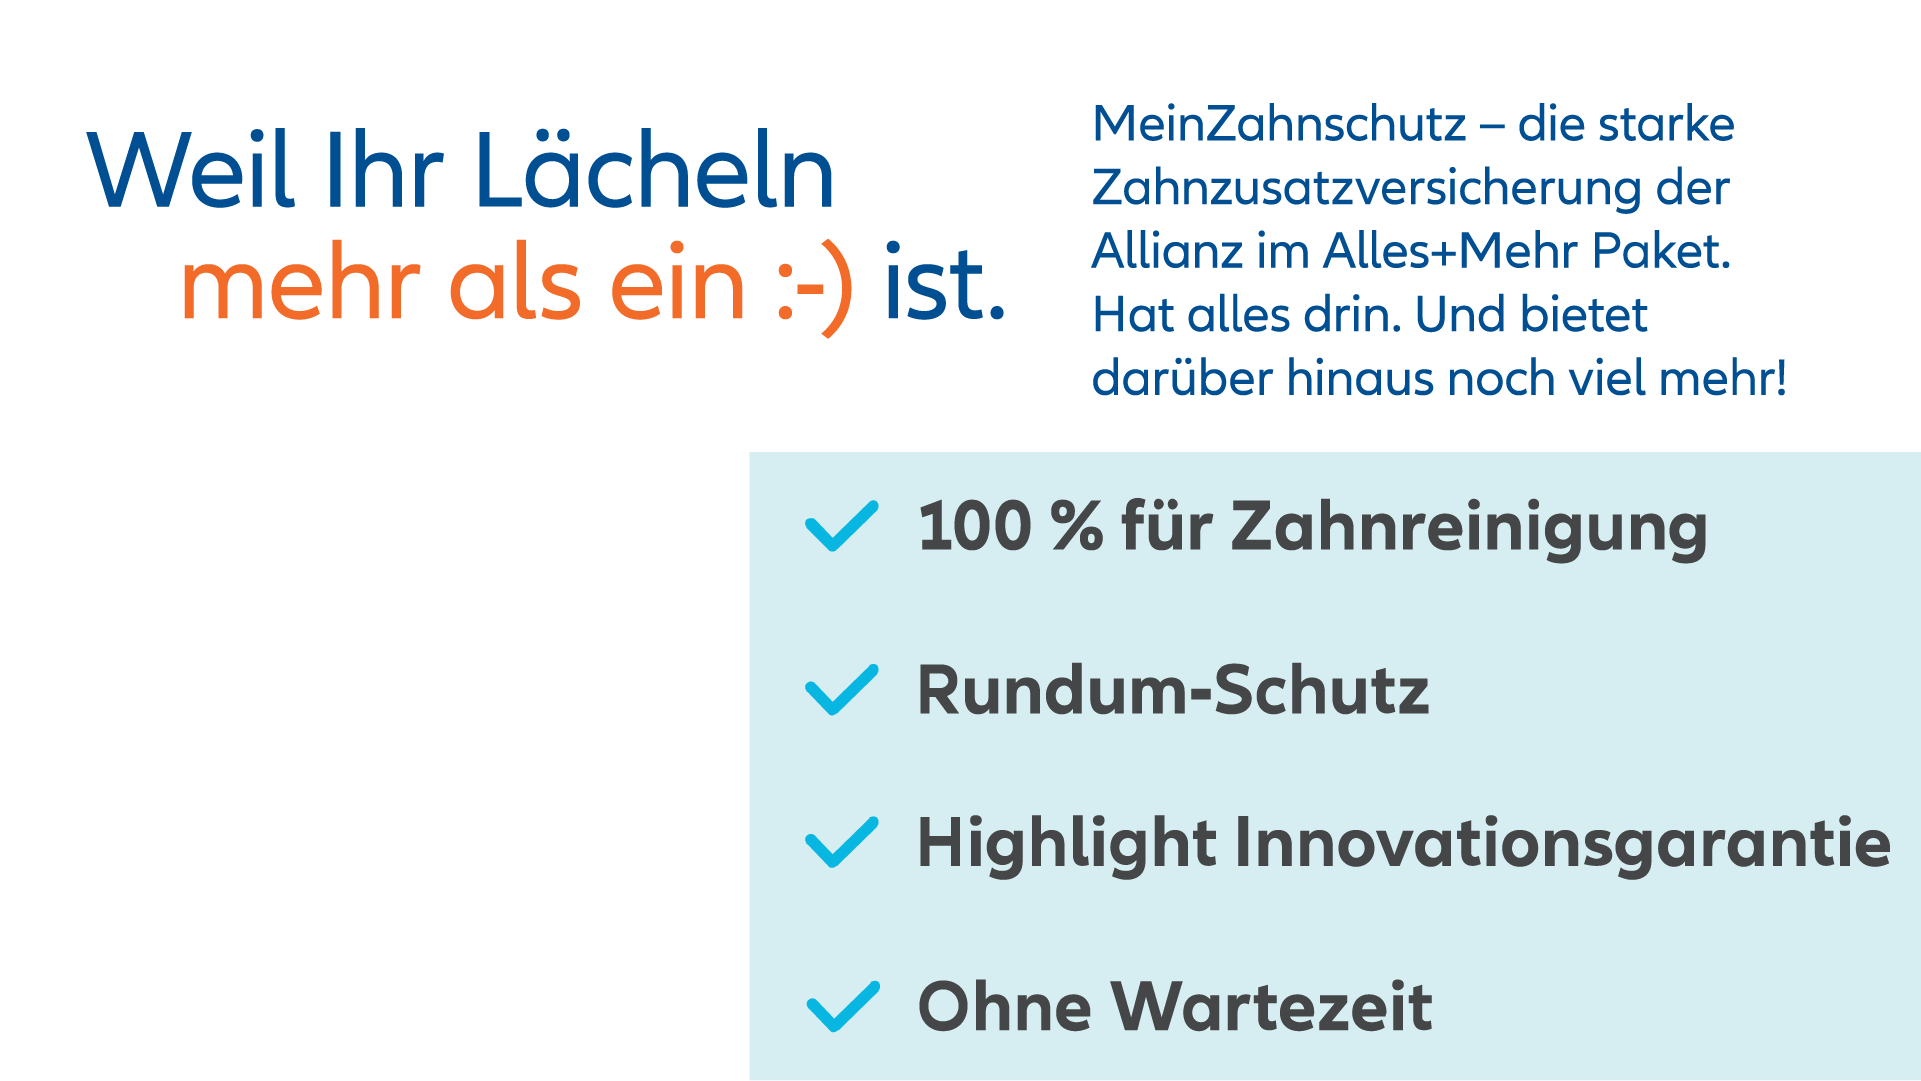 Weil Ihr Lächeln
mehr als ein :-) ist.
MeinZahnschutz – die starke
Zahnzusatzversicherung der
Allianz im Alles+Mehr Paket.
Hat alles drin. Und bietet
darüber hinaus noch viel mehr!
100 % für Zahnreinigung
Rundum-Schutz
Highlight Innovationsgarantie
Ohne Wartezeit